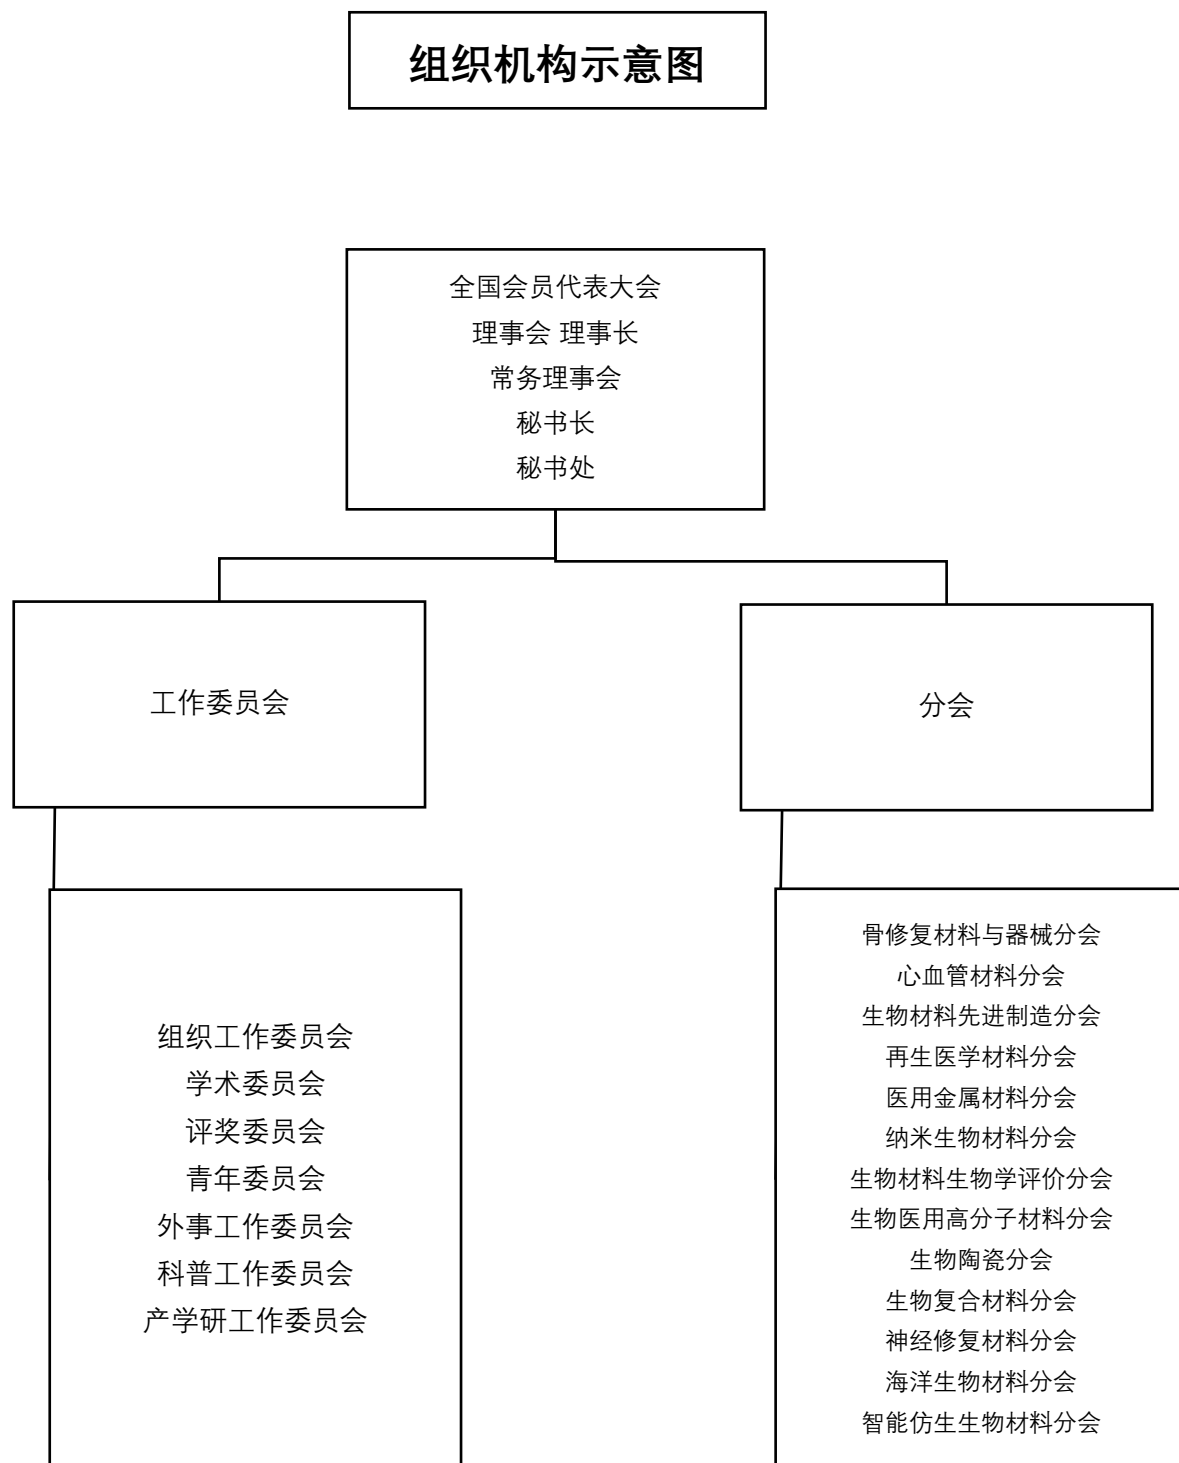 组织机构示意图
全国会员代表大会
理事会 理事长
常务理事会
秘书长
秘书处
工作委员会
分会
组织工作委员会
学术委员会
评奖委员会
青年委员会
外事工作委员会
科普工作委员会
产学研工作委员会
骨修复材料与器械分会
心血管材料分会
生物材料先进制造分会
再生医学材料分会
医用金属材料分会
纳米生物材料分会
生物材料生物学评价分会
生物医用高分子材料分会
生物陶瓷分会
生物复合材料分会
神经修复材料分会
海洋生物材料分会
智能仿生生物材料分会